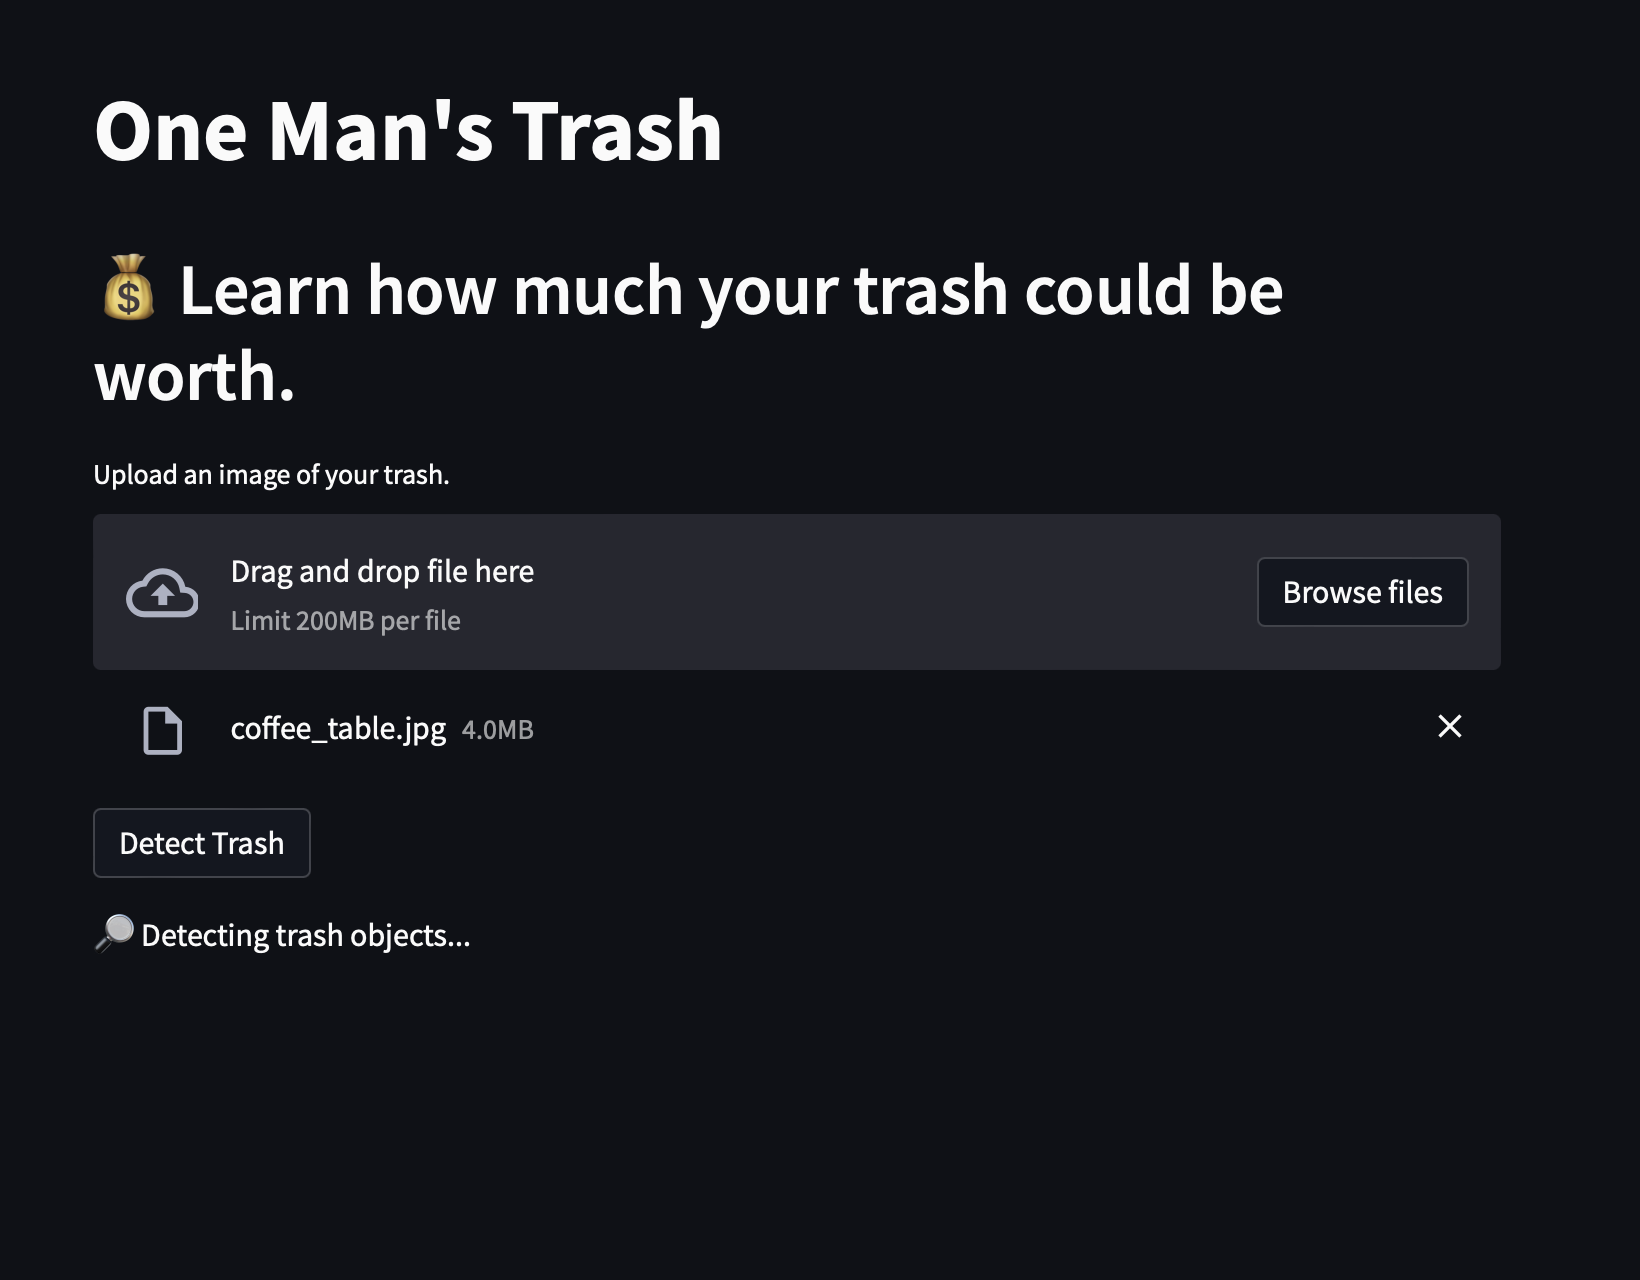 One Man's Trash
💰 Learn how much your trash could be
worth.
Upload an image of your trash.
Drag and drop file here
Limit 200MB per file
Browse files
coffee_table.jpg 4.0MB
Detect Trash
🔎 Detecting trash objects...